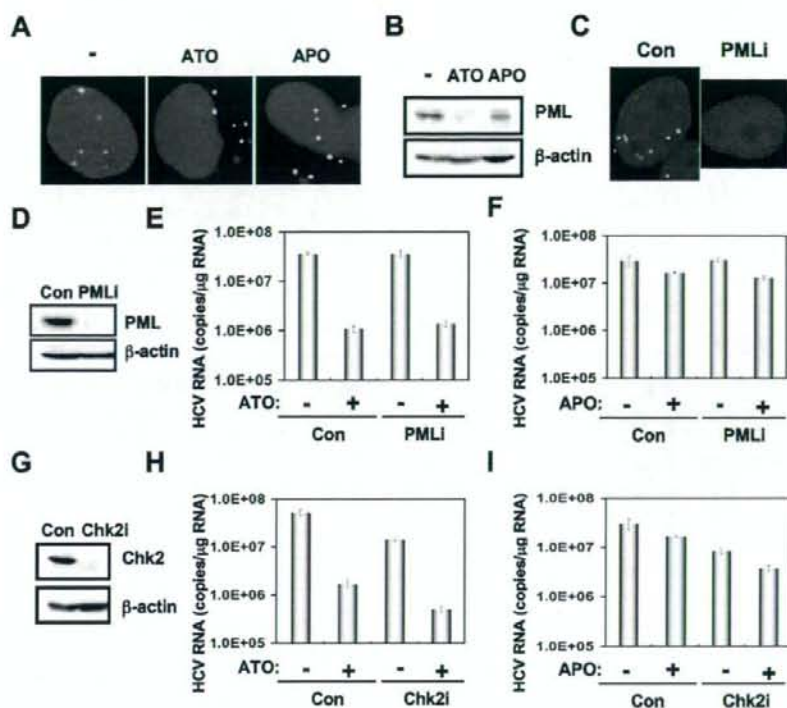 A
- ATO APO
B
- ATO APO
PML
β-actin
C
Con PMLi
D
Con PMLi
PML
β-actin
E
HCV RNA (copies/μg RNA)
1.0E+08
1.0E+07
1.0E+06
1.0E+05
ATO: - + - +
Con PMLi
F
HCV RNA (copies/μg RNA)
1.0E+08
1.0E+07
1.0E+06
1.0E+05
APO: - + - +
Con PMLi
G
Con Chk2i
Chk2
β-actin
H
HCV RNA (copies/μg RNA)
1.0E+08
1.0E+07
1.0E+06
1.0E+05
ATO: - + - +
Con Chk2i
I
HCV RNA (copies/μg RNA)
1.0E+08
1.0E+07
1.0E+06
1.0E+05
APO: - + - +
Con Chk2i